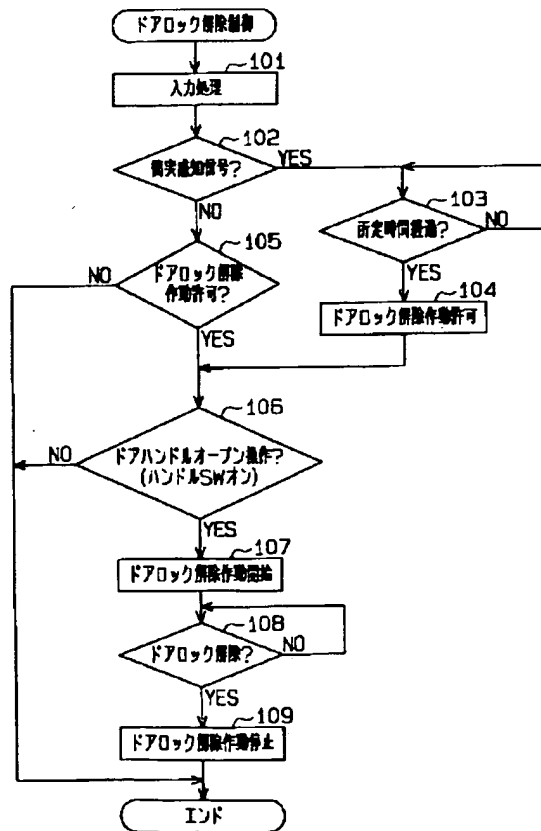 ドアロック解除制御
101
入力処理
102
衝突感知信号?
YES
NO
103
所定時間経過?
NO
YES
104
ドアロック解除作動許可
105
ドアロック解除
作動許可?
NO
YES
106
ドアハンドルオープン操作?
(ハンドルSWオン)
NO
YES
107
ドアロック解除作動開始
108
ドアロック解除?
NO
YES
109
ドアロック解除作動停止
エンド